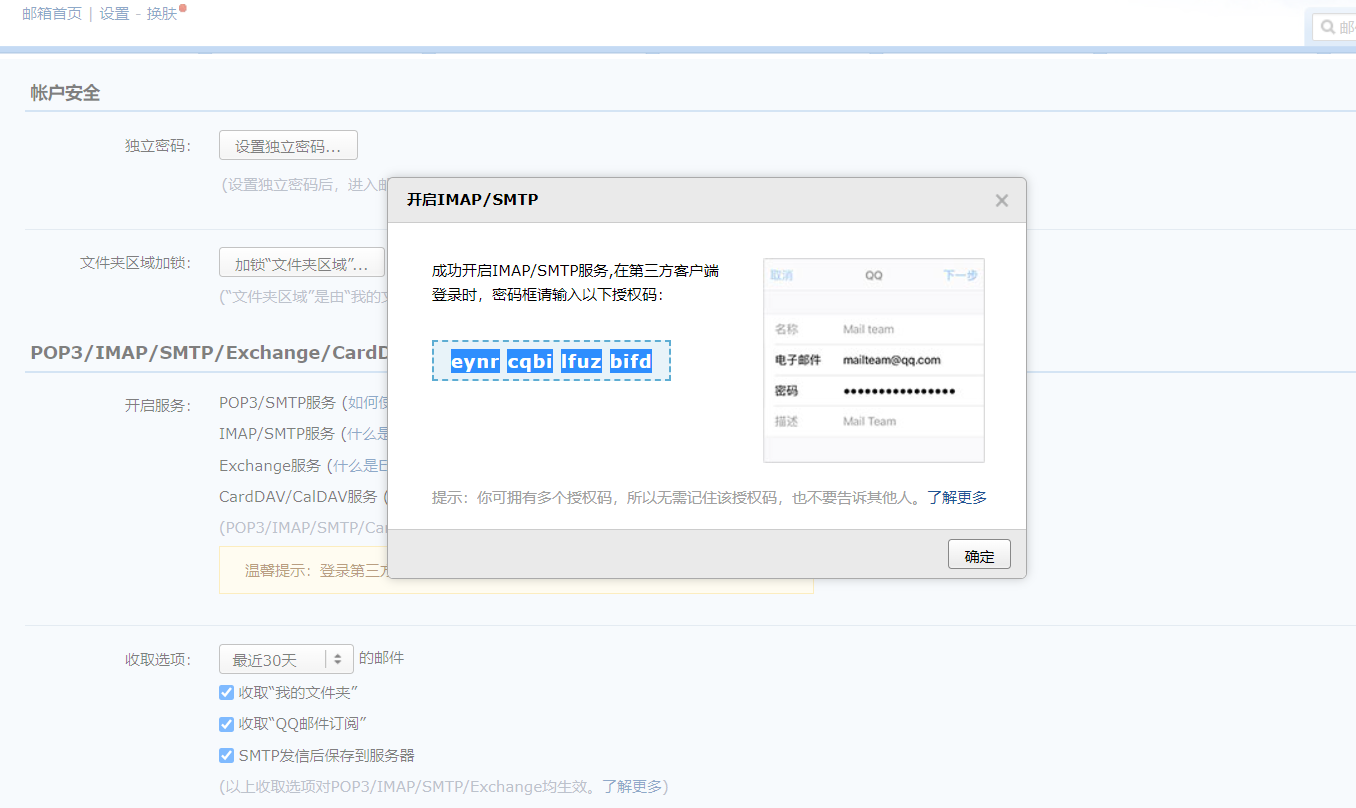 邮箱首页 | 设置 - 换肤
邮
帐户安全
独立密码：
设置独立密码...
(设置独立密码后，进入邮
开启IMAP/SMTP
文件夹区域加锁：
加锁“文件夹区域”...
(“文件夹区域”是由“我的文
成功开启IMAP/SMTP服务,在第三方客户端
登录时，密码框请输入以下授权码：
eynr cqbi lfuz bifd
取消 QQ 下一步
名称 Mail team
电子邮件 mailteam@qq.com
密码 ••••••••••••••••
描述 Mail Team
POP3/IMAP/SMTP/Exchange/CardD
开启服务：
POP3/SMTP服务 (如何使
IMAP/SMTP服务 (什么是
Exchange服务 (什么是E
CardDAV/CalDAV服务 (
(POP3/IMAP/SMTP/Car
提示：你可拥有多个授权码，所以无需记住该授权码，也不要告诉其他人。了解更多
确定
温馨提示：登录第三方
收取选项：
最近30天 的邮件
收取“我的文件夹”
收取“QQ邮件订阅”
SMTP发信后保存到服务器
(以上收取选项对POP3/IMAP/SMTP/Exchange均生效。了解更多)